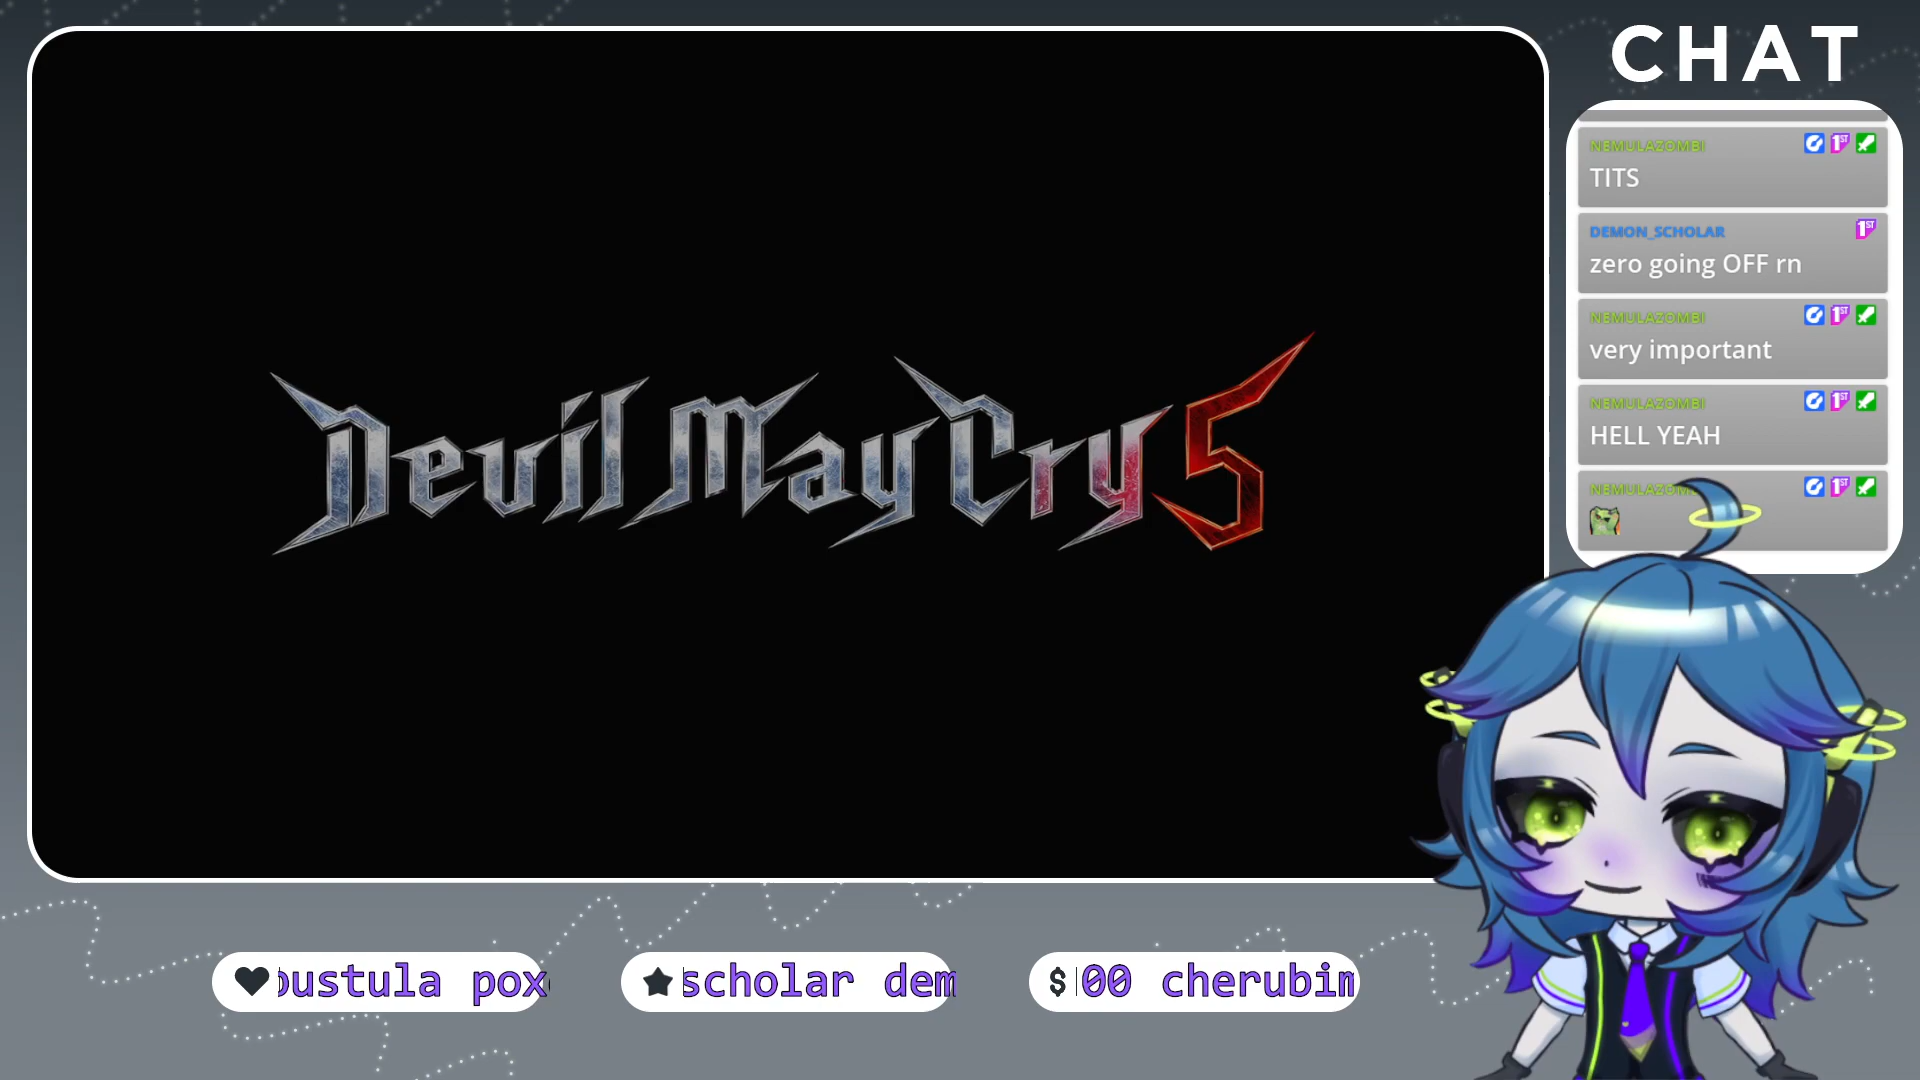 Devil May Cry 5
CHAT
NEMULAZOMBI
TITS
DEMON_SCHOLAR
zero going OFF rn
NEMULAZOMBI
very important
NEMULAZOMBI
HELL YEAH
NEMULAZOM
ustula pox
scholar dem
$ 00 cherubim